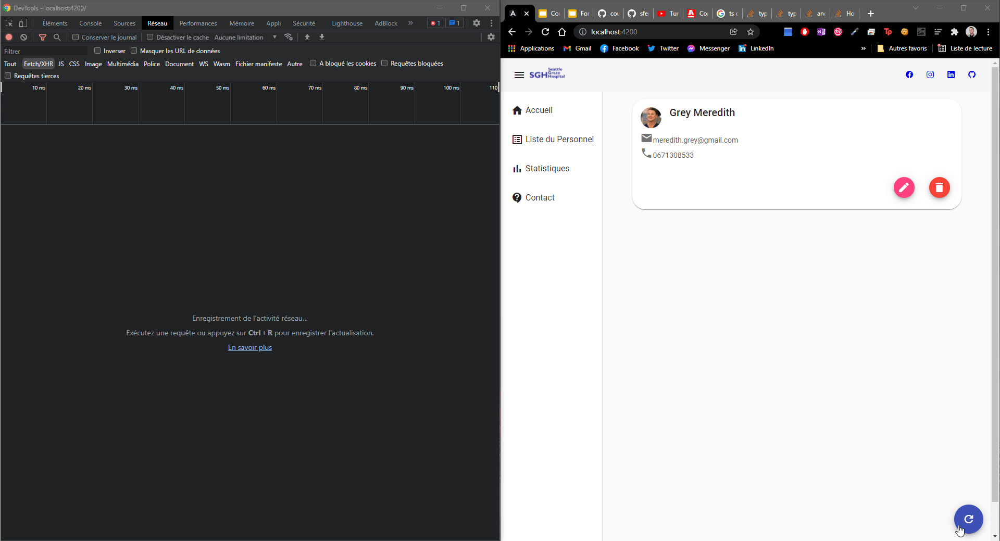 DevTools - localhost:4200/
Éléments Console Sources Réseau Performances Mémoire Appli Sécurité Lighthouse AdBlock » 1 1
Conserver le journal Désactiver le cache Aucune limitation
Filtrer Inverser Masquer les URL de données
Tout Fetch/XHR JS CSS Image Multimédia Police Document WS Wasm Fichier manifeste Autre A bloqué les cookies Requêtes bloquées
Requêtes tierces
10 ms 20 ms 30 ms 40 ms 50 ms 60 ms 70 ms 80 ms 90 ms 100 ms 110
Enregistrement de l'activité réseau...
Exécutez une requête ou appuyez sur Ctrl + R pour enregistrer l'actualisation.
En savoir plus
Co For cou sfei Tur Co ts c typ typ ang Ho
localhost:4200
Applications Gmail Facebook Twitter Messenger LinkedIn » Autres favoris Liste de lecture
SGH Seattle Grace Hospital
Accueil
Liste du Personnel
Statistiques
Contact
Grey Meredith
meredith.grey@gmail.com
0671308533